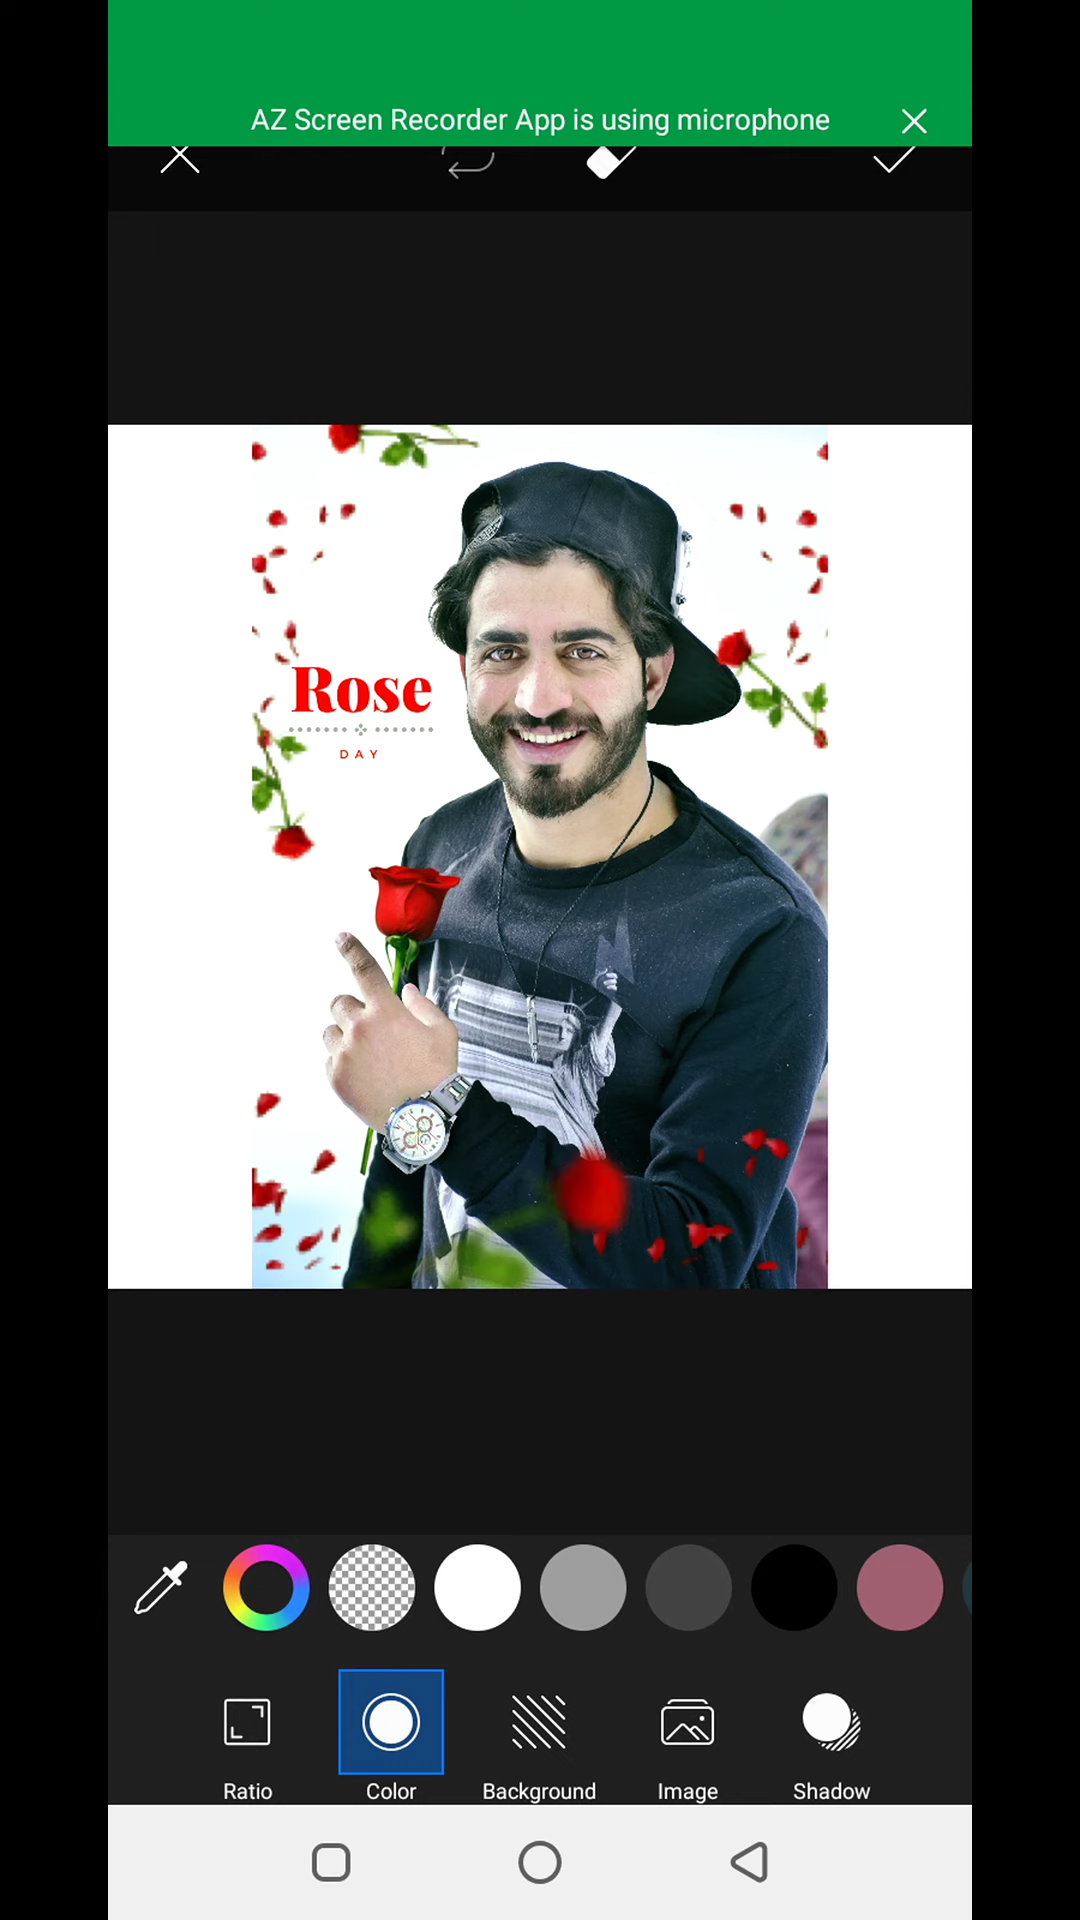 AZ Screen Recorder App is using microphone
Rose
DAY
Ratio
Color
Background
Image
Shadow